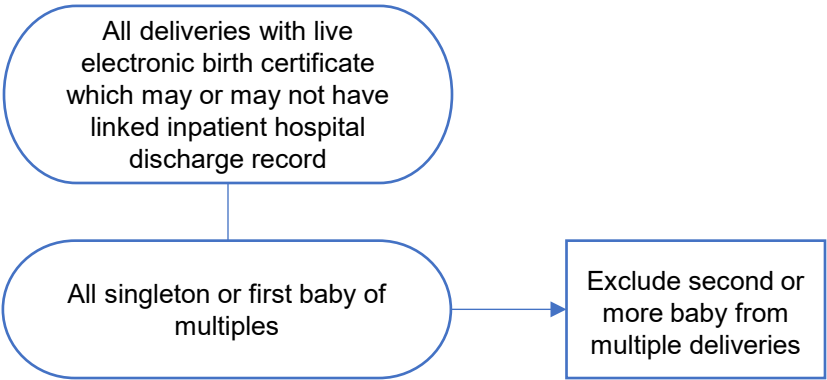 All deliveries with live
electronic birth certificate
which may or may not have
linked inpatient hospital
discharge record
All singleton or first baby of
multiples
Exclude second or
more baby from
multiple deliveries